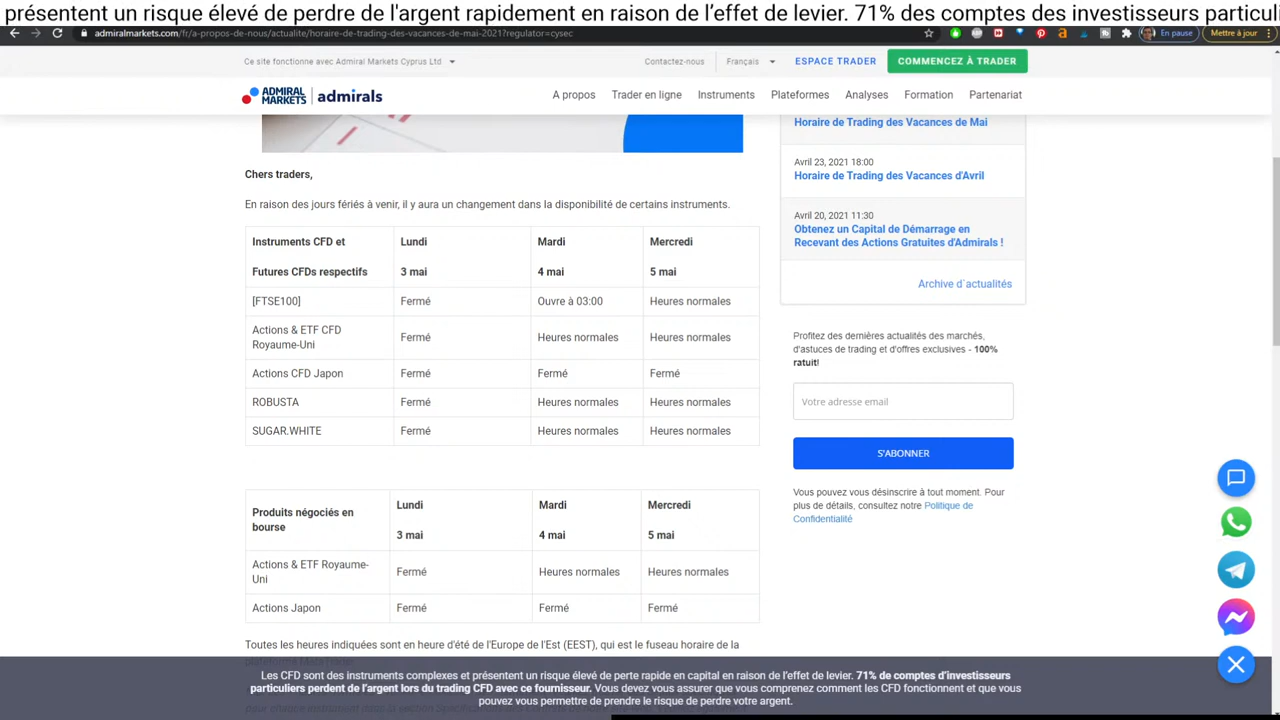 présentent un risque élevé de perdre de l'argent rapidement en raison de l'effet de levier. 71% des comptes des investisseurs particuli
admiralmarkets.com/fr/a-propos-de-nous/actualite/horaire-de-trading-des-vacances-de-mai-2021?regulator=cysec
En pause
Mettre à jour
Ce site fonctionne avec Admiral Markets Cyprus Ltd
Contactez-nous
Français
ESPACE TRADER
COMMENCEZ À TRADER
ADMIRAL MARKETS admirals
A propos
Trader en ligne
Instruments
Plateformes
Analyses
Formation
Partenariat
Chers traders,
En raison des jours fériés à venir, il y aura un changement dans la disponibilité de certains instruments.
Instruments CFD et Lundi Mardi Mercredi
Futures CFDs respectifs 3 mai 4 mai 5 mai
[FTSE100] Fermé Ouvre à 03:00 Heures normales
Actions & ETF CFD
Royaume-Uni Fermé Heures normales Heures normales
Actions CFD Japon Fermé Fermé Fermé
ROBUSTA Fermé Heures normales Heures normales
SUGAR.WHITE Fermé Heures normales Heures normales
Produits négociés en
bourse
Lundi Mardi Mercredi
3 mai 4 mai 5 mai
Actions & ETF Royaume-
Uni Fermé Heures normales Heures normales
Actions Japon Fermé Fermé Fermé
Toutes les heures indiquées sont en heure d'été de l'Europe de l'Est (EEST), qui est le fuseau horaire de la
Horaire de Trading des Vacances de Mai
Avril 23, 2021 18:00
Horaire de Trading des Vacances d'Avril
Avril 20, 2021 11:30
Obtenez un Capital de Démarrage en
Recevant des Actions Gratuites d'Admirals !
Archive d`actualités
Profitez des dernières actualités des marchés,
d'astuces de trading et d'offres exclusives - 100%
ratuit!
Votre adresse email
S'ABONNER
Vous pouvez vous désinscrire à tout moment. Pour
plus de détails, consultez notre Politique de
Confidentialité
Les CFD sont des instruments complexes et présentent un risque élevé de perte rapide en capital en raison de l'effet de levier. 71% de comptes d'investisseurs
particuliers perdent de l'argent lors du trading CFD avec ce fournisseur. Vous devez vous assurer que vous comprenez comment les CFD fonctionnent et que vous
pouvez vous permettre de prendre le risque de perdre votre argent.